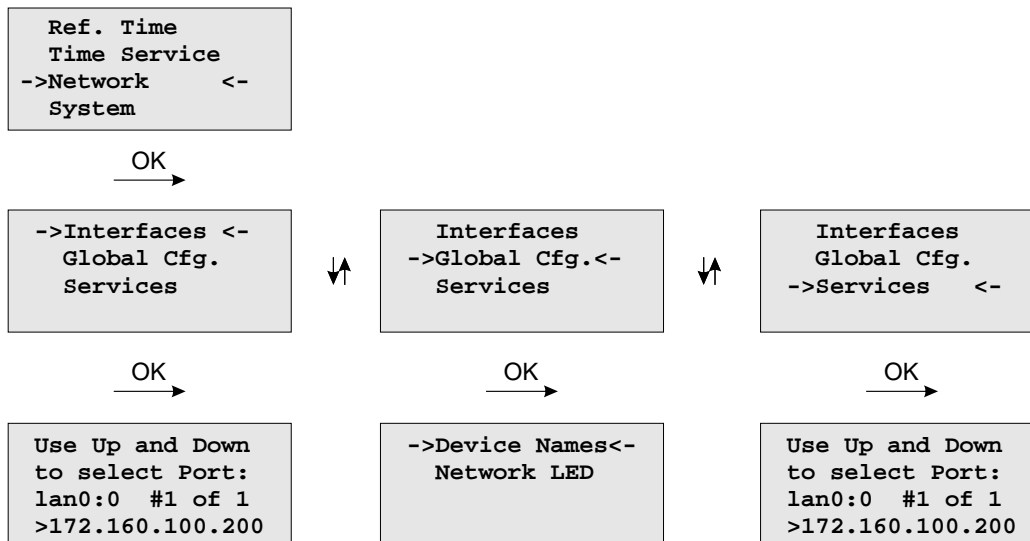 Ref. Time
Time Service
->Network <-
System
OK
->Interfaces <-
Global Cfg.
Services
Interfaces
->Global Cfg.<-
Services
Interfaces
Global Cfg.
->Services <-
OK
OK
OK
Use Up and Down
to select Port:
lan0:0 #1 of 1
>172.160.100.200
->Device Names<-
Network LED
Use Up and Down
to select Port:
lan0:0 #1 of 1
>172.160.100.200